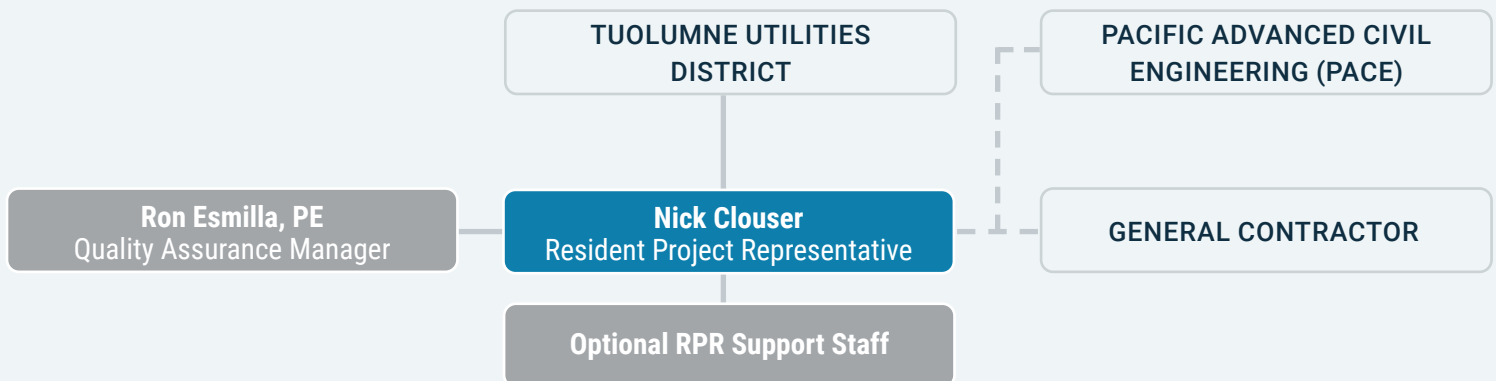 TUOLUMNE UTILITIES
DISTRICT
PACIFIC ADVANCED CIVIL
ENGINEERING (PACE)
Ron Esmilla, PE
Quality Assurance Manager
Nick Clouser
Resident Project Representative
GENERAL CONTRACTOR
Optional RPR Support Staff